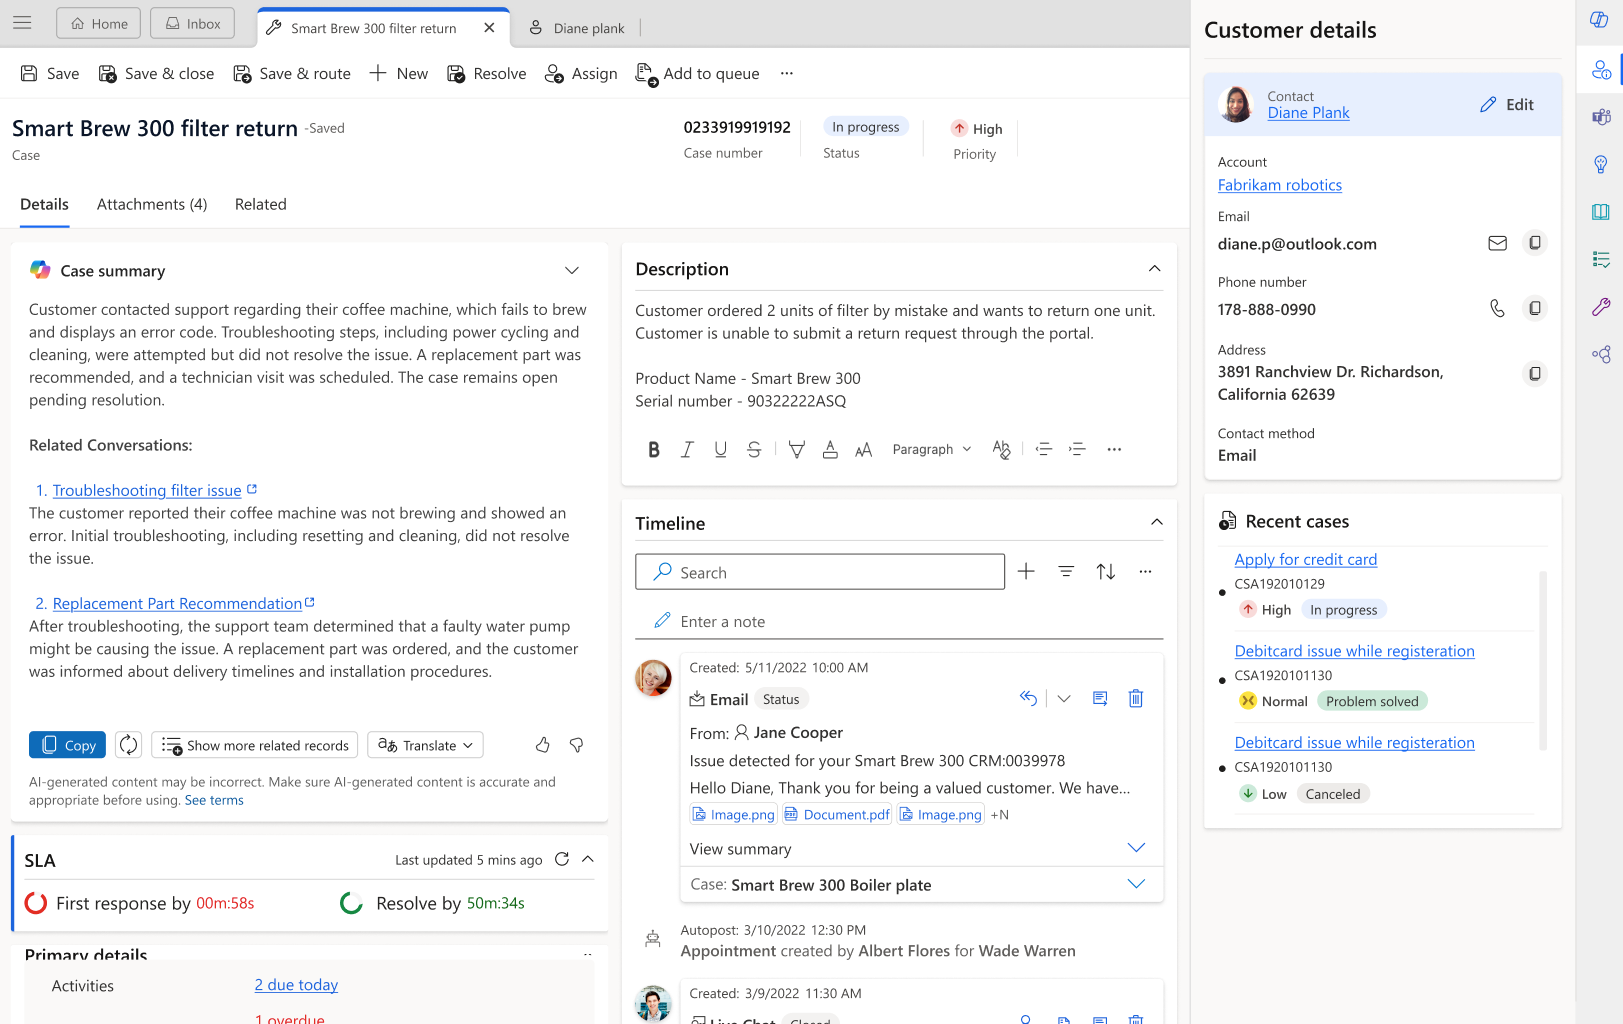 Home
Inbox
Smart Brew 300 filter return
Diane plank
Save
Save & close
Save & route
New
Resolve
Assign
Add to queue
Smart Brew 300 filter return -Saved
Case
0233919919192
Case number
In progress
Status
High
Priority
Details
Attachments (4)
Related
Case summary
Customer contacted support regarding their coffee machine, which fails to brew
and displays an error code. Troubleshooting steps, including power cycling and
cleaning, were attempted but did not resolve the issue. A replacement part was
recommended, and a technician visit was scheduled. The case remains open
pending resolution.
Related Conversations:
1. Troubleshooting filter issue
The customer reported their coffee machine was not brewing and showed an
error. Initial troubleshooting, including resetting and cleaning, did not resolve
the issue.
2. Replacement Part Recommendation
After troubleshooting, the support team determined that a faulty water pump
might be causing the issue. A replacement part was ordered, and the customer
was informed about delivery timelines and installation procedures.
Copy
Show more related records
Translate
AI-generated content may be incorrect. Make sure AI-generated content is accurate and
appropriate before using. See terms
SLA
Last updated 5 mins ago
First response by 00m:58s
Resolve by 50m:34s
Primary details
Activities
2 due today
1 overdue
Description
Customer ordered 2 units of filter by mistake and wants to return one unit.
Customer is unable to submit a return request through the portal.
Product Name - Smart Brew 300
Serial number - 90322222ASQ
Paragraph
Timeline
Search
Enter a note
Created: 5/11/2022 10:00 AM
Email
Status
From: Jane Cooper
Issue detected for your Smart Brew 300 CRM:0039978
Hello Diane, Thank you for being a valued customer. We have...
Image.png
Document.pdf
Image.png
+N
View summary
Case: Smart Brew 300 Boiler plate
Autopost: 3/10/2022 12:30 PM
Appointment created by Albert Flores for Wade Warren
Created: 3/9/2022 11:30 AM
Live Chat
Closed
Customer details
Contact
Diane Plank
Edit
Account
Fabrikam robotics
Email
diane.p@outlook.com
Phone number
178-888-0990
Address
3891 Ranchview Dr. Richardson,
California 62639
Contact method
Email
Recent cases
Apply for credit card
CSA192010129
High
In progress
Debitcard issue while registeration
CSA1920101130
Normal
Problem solved
Debitcard issue while registeration
CSA1920101130
Low
Canceled